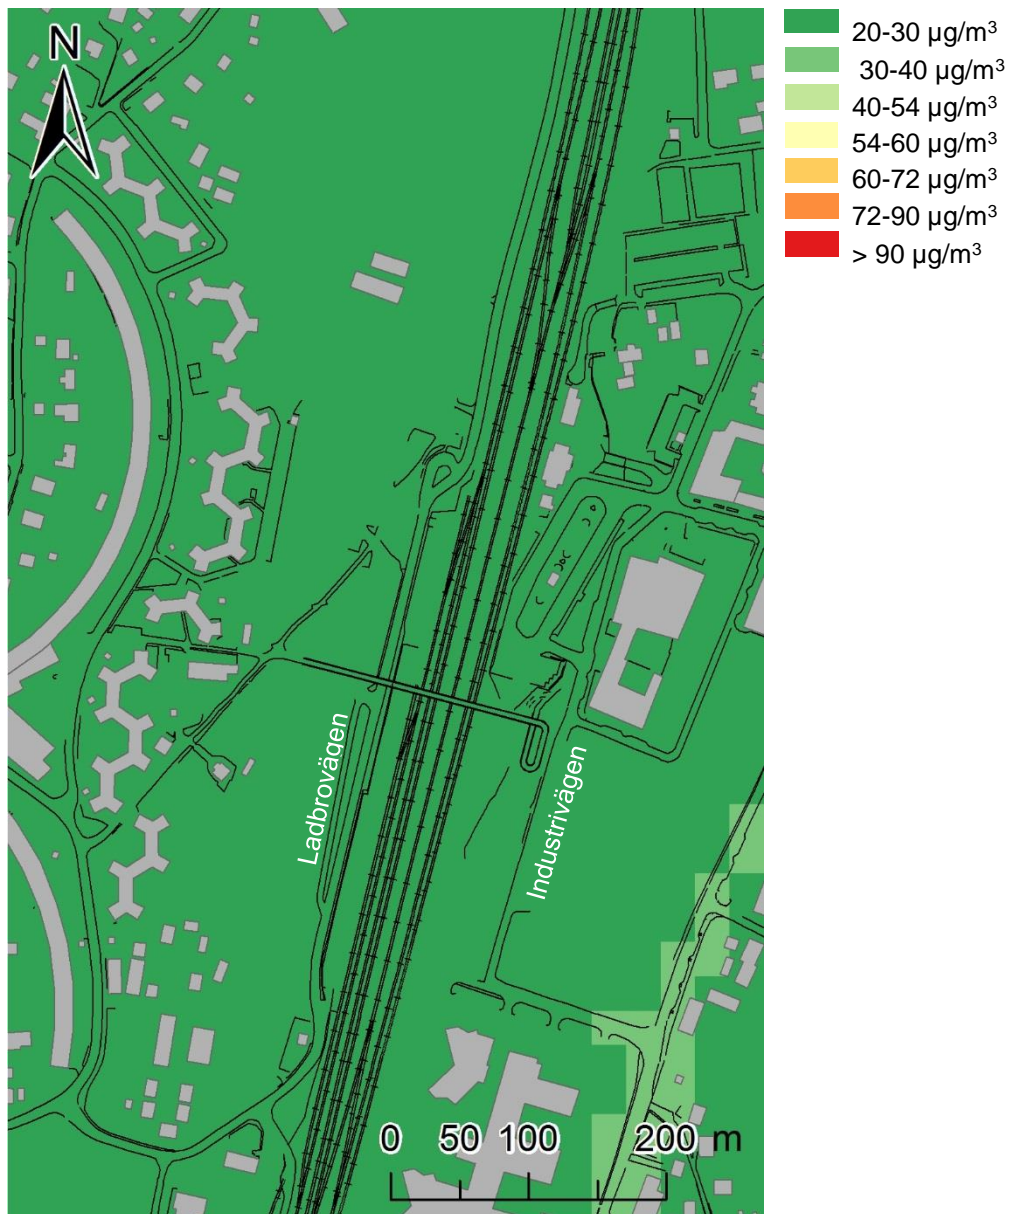 N
20-30 µg/m³
30-40 µg/m³
40-54 µg/m³
54-60 µg/m³
60-72 µg/m³
72-90 µg/m³
> 90 µg/m³
Ladbrovägen
Industrivägen
0 50 100 200 m